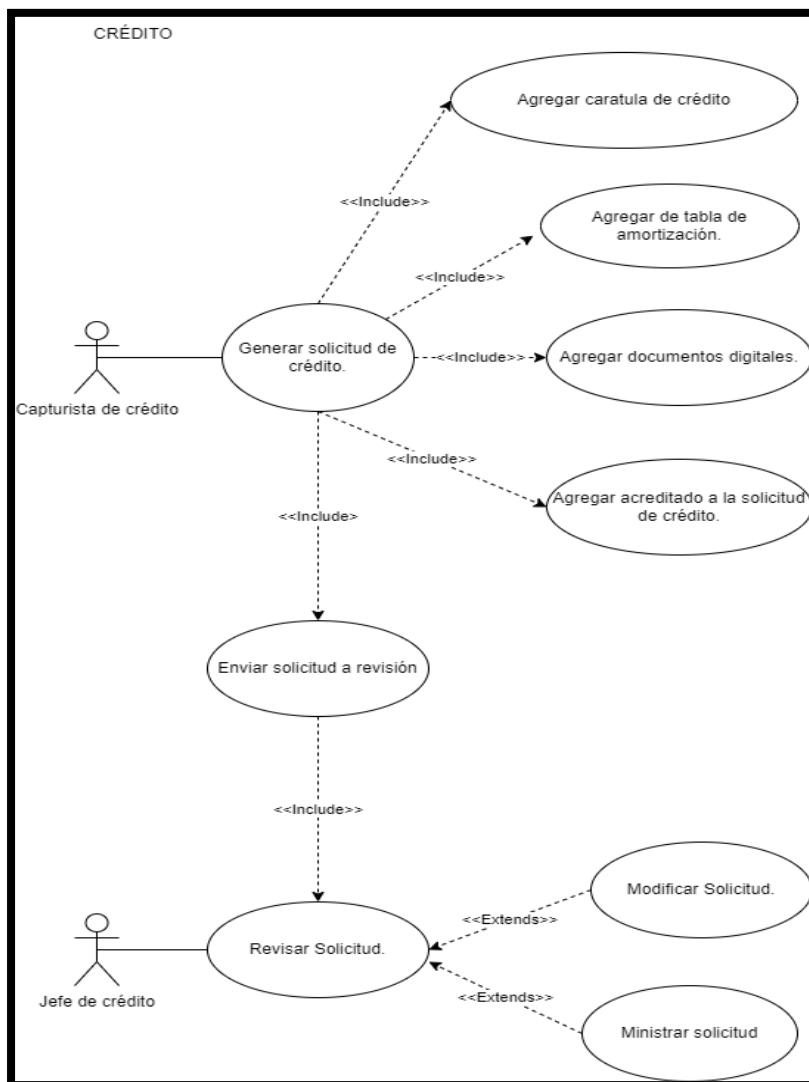 CRÉDITO
Agregar caratula de crédito
<<Include>>
Agregar de tabla de
amortización.
<<Include>>
Generar solicitud de
crédito.
<<Include>>
Agregar documentos digitales.
Capturista de crédito
<<Include>>
Agregar acreditado a la solicitud
de crédito.
<<Include>
Enviar solicitud a revisión
<<Include>>
Modificar Solicitud.
<<Extends>>
Revisar Solicitud.
Jefe de crédito
<<Extends>>
Ministrar solicitud